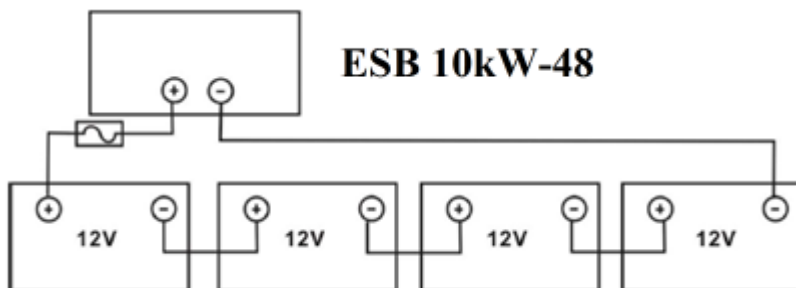 ESB 10kW-48
+ −
+ − + − + − + −
12V 12V 12V 12V